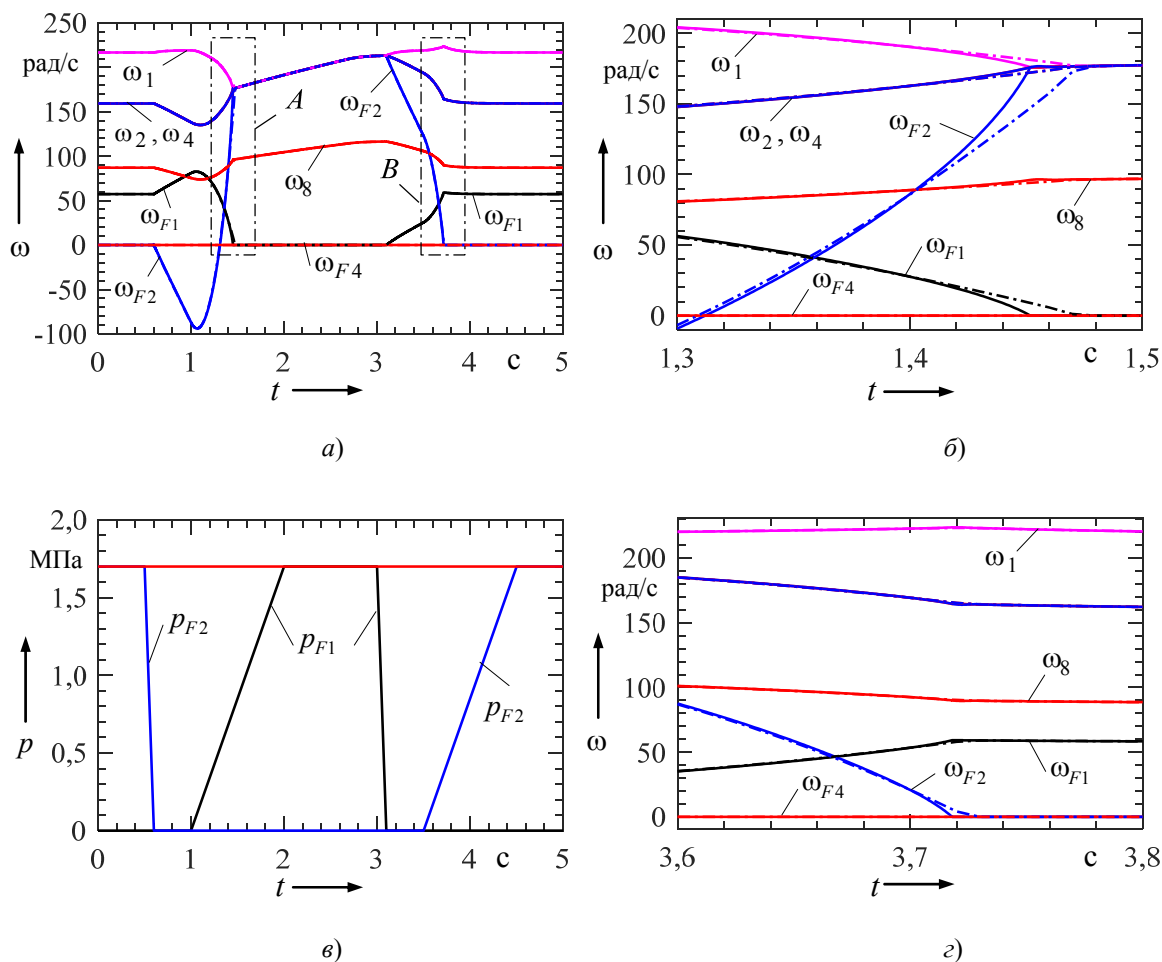 250
200
рад/с
150
100
50
0
-50
-100
ω
ω1
ω2, ω4
A
ωF2
ω8
B
ωF1
ωF1
ωF4
ωF2
0 1 2 3 4 с 5
t
а)
200
рад/с
150
100
50
0
ω
ω1
ω2, ω4
ωF2
ω8
ωF1
ωF4
1,3 1,4 с 1,5
t
б)
2,0
МПа
1,5
1,0
0,5
0
p
pF2
pF1
pF2
0 1 2 3 4 с 5
t
в)
200
рад/с
150
100
50
0
ω
ω1
ω8
ωF2
ωF1
ωF4
3,6 3,7 с 3,8
t
г)